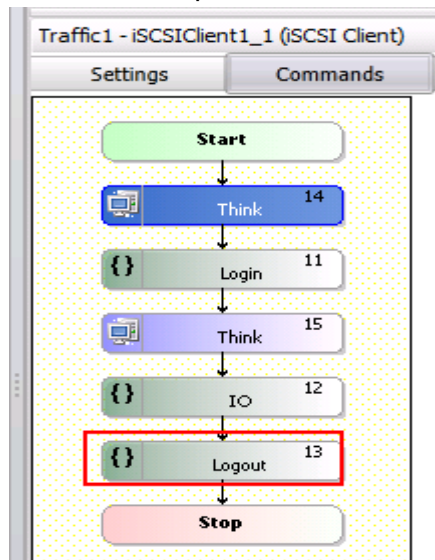 Traffic1 - iSCSIClient1_1 (iSCSI Client)
Settings Commands
Start
Think 14
{} Login 11
Think 15
{} IO 12
{} Logout 13
Stop